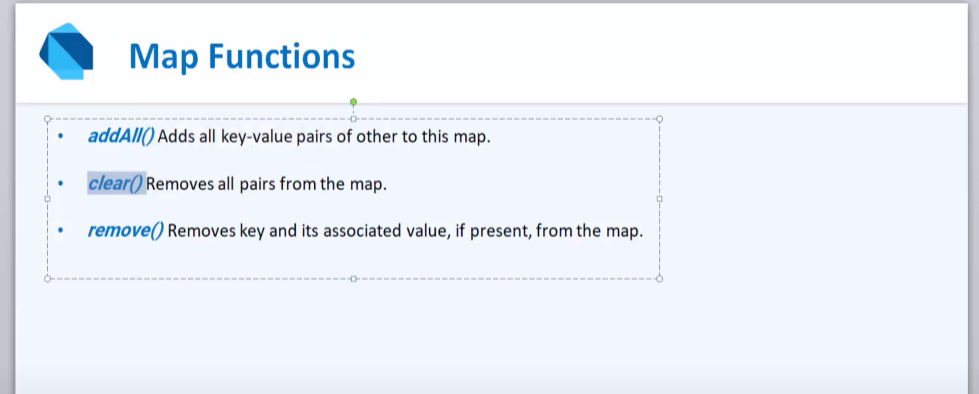 Map Functions
• addAll() Adds all key-value pairs of other to this map.
• clear() Removes all pairs from the map.
• remove() Removes key and its associated value, if present, from the map.